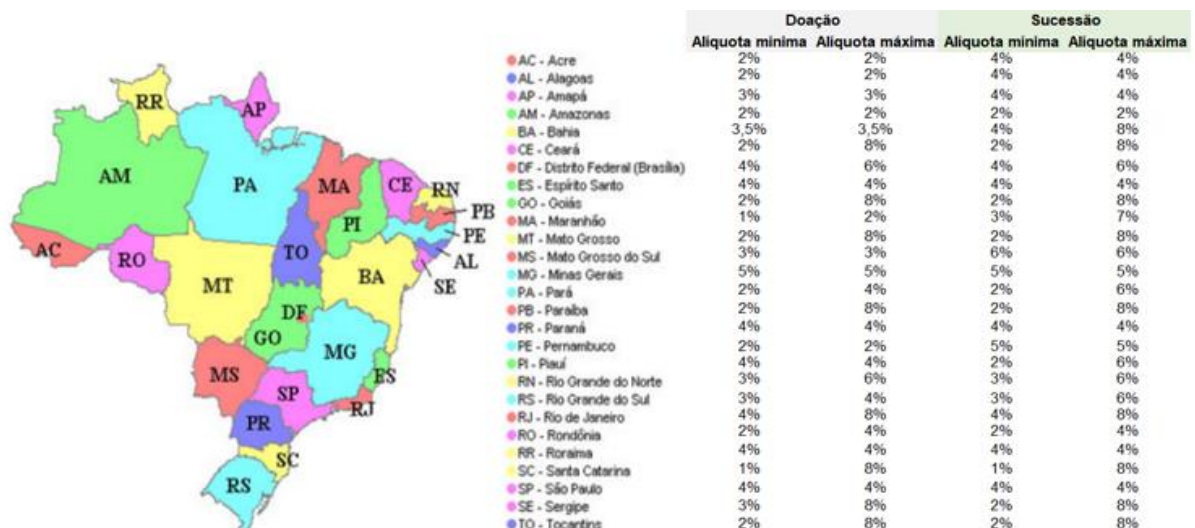 Doação Sucessão
Alíquota mínima Alíquota máxima Alíquota mínima Alíquota máxima
AC - Acre 2% 2% 4% 4%
AL - Alagoas 2% 2% 4% 4%
AP - Amapá 3% 3% 4% 4%
AM - Amazonas 2% 2% 2% 2%
BA - Bahia 3,5% 3,5% 4% 8%
CE - Ceará 2% 8% 2% 8%
DF - Distrito Federal (Brasília) 4% 6% 4% 6%
ES - Espírito Santo 4% 4% 4% 4%
GO - Goiás 2% 8% 2% 8%
MA - Maranhão 1% 2% 3% 7%
MT - Mato Grosso 2% 8% 2% 8%
MS - Mato Grosso do Sul 3% 3% 6% 6%
MG - Minas Gerais 5% 5% 5% 5%
PA - Pará 2% 4% 2% 6%
PB - Paraíba 2% 8% 2% 8%
PR - Paraná 4% 4% 4% 4%
PE - Pernambuco 2% 2% 5% 5%
PI - Piauí 4% 4% 2% 6%
RN - Rio Grande do Norte 3% 6% 3% 6%
RS - Rio Grande do Sul 3% 4% 3% 6%
RJ - Rio de Janeiro 4% 8% 4% 8%
RO - Rondônia 2% 4% 2% 4%
RR - Roraima 4% 4% 4% 4%
SC - Santa Catarina 1% 8% 1% 8%
SP - São Paulo 4% 4% 4% 4%
SE - Sergipe 3% 8% 2% 8%
TO - Tocantins 2% 8% 2% 8%
RR
AP
AM
PA
MA
CE
RN
PB
PI
PE
AC
RO
TO
AL
SE
MT
BA
DF
GO
MG
MS
ES
SP
RJ
PR
SC
RS